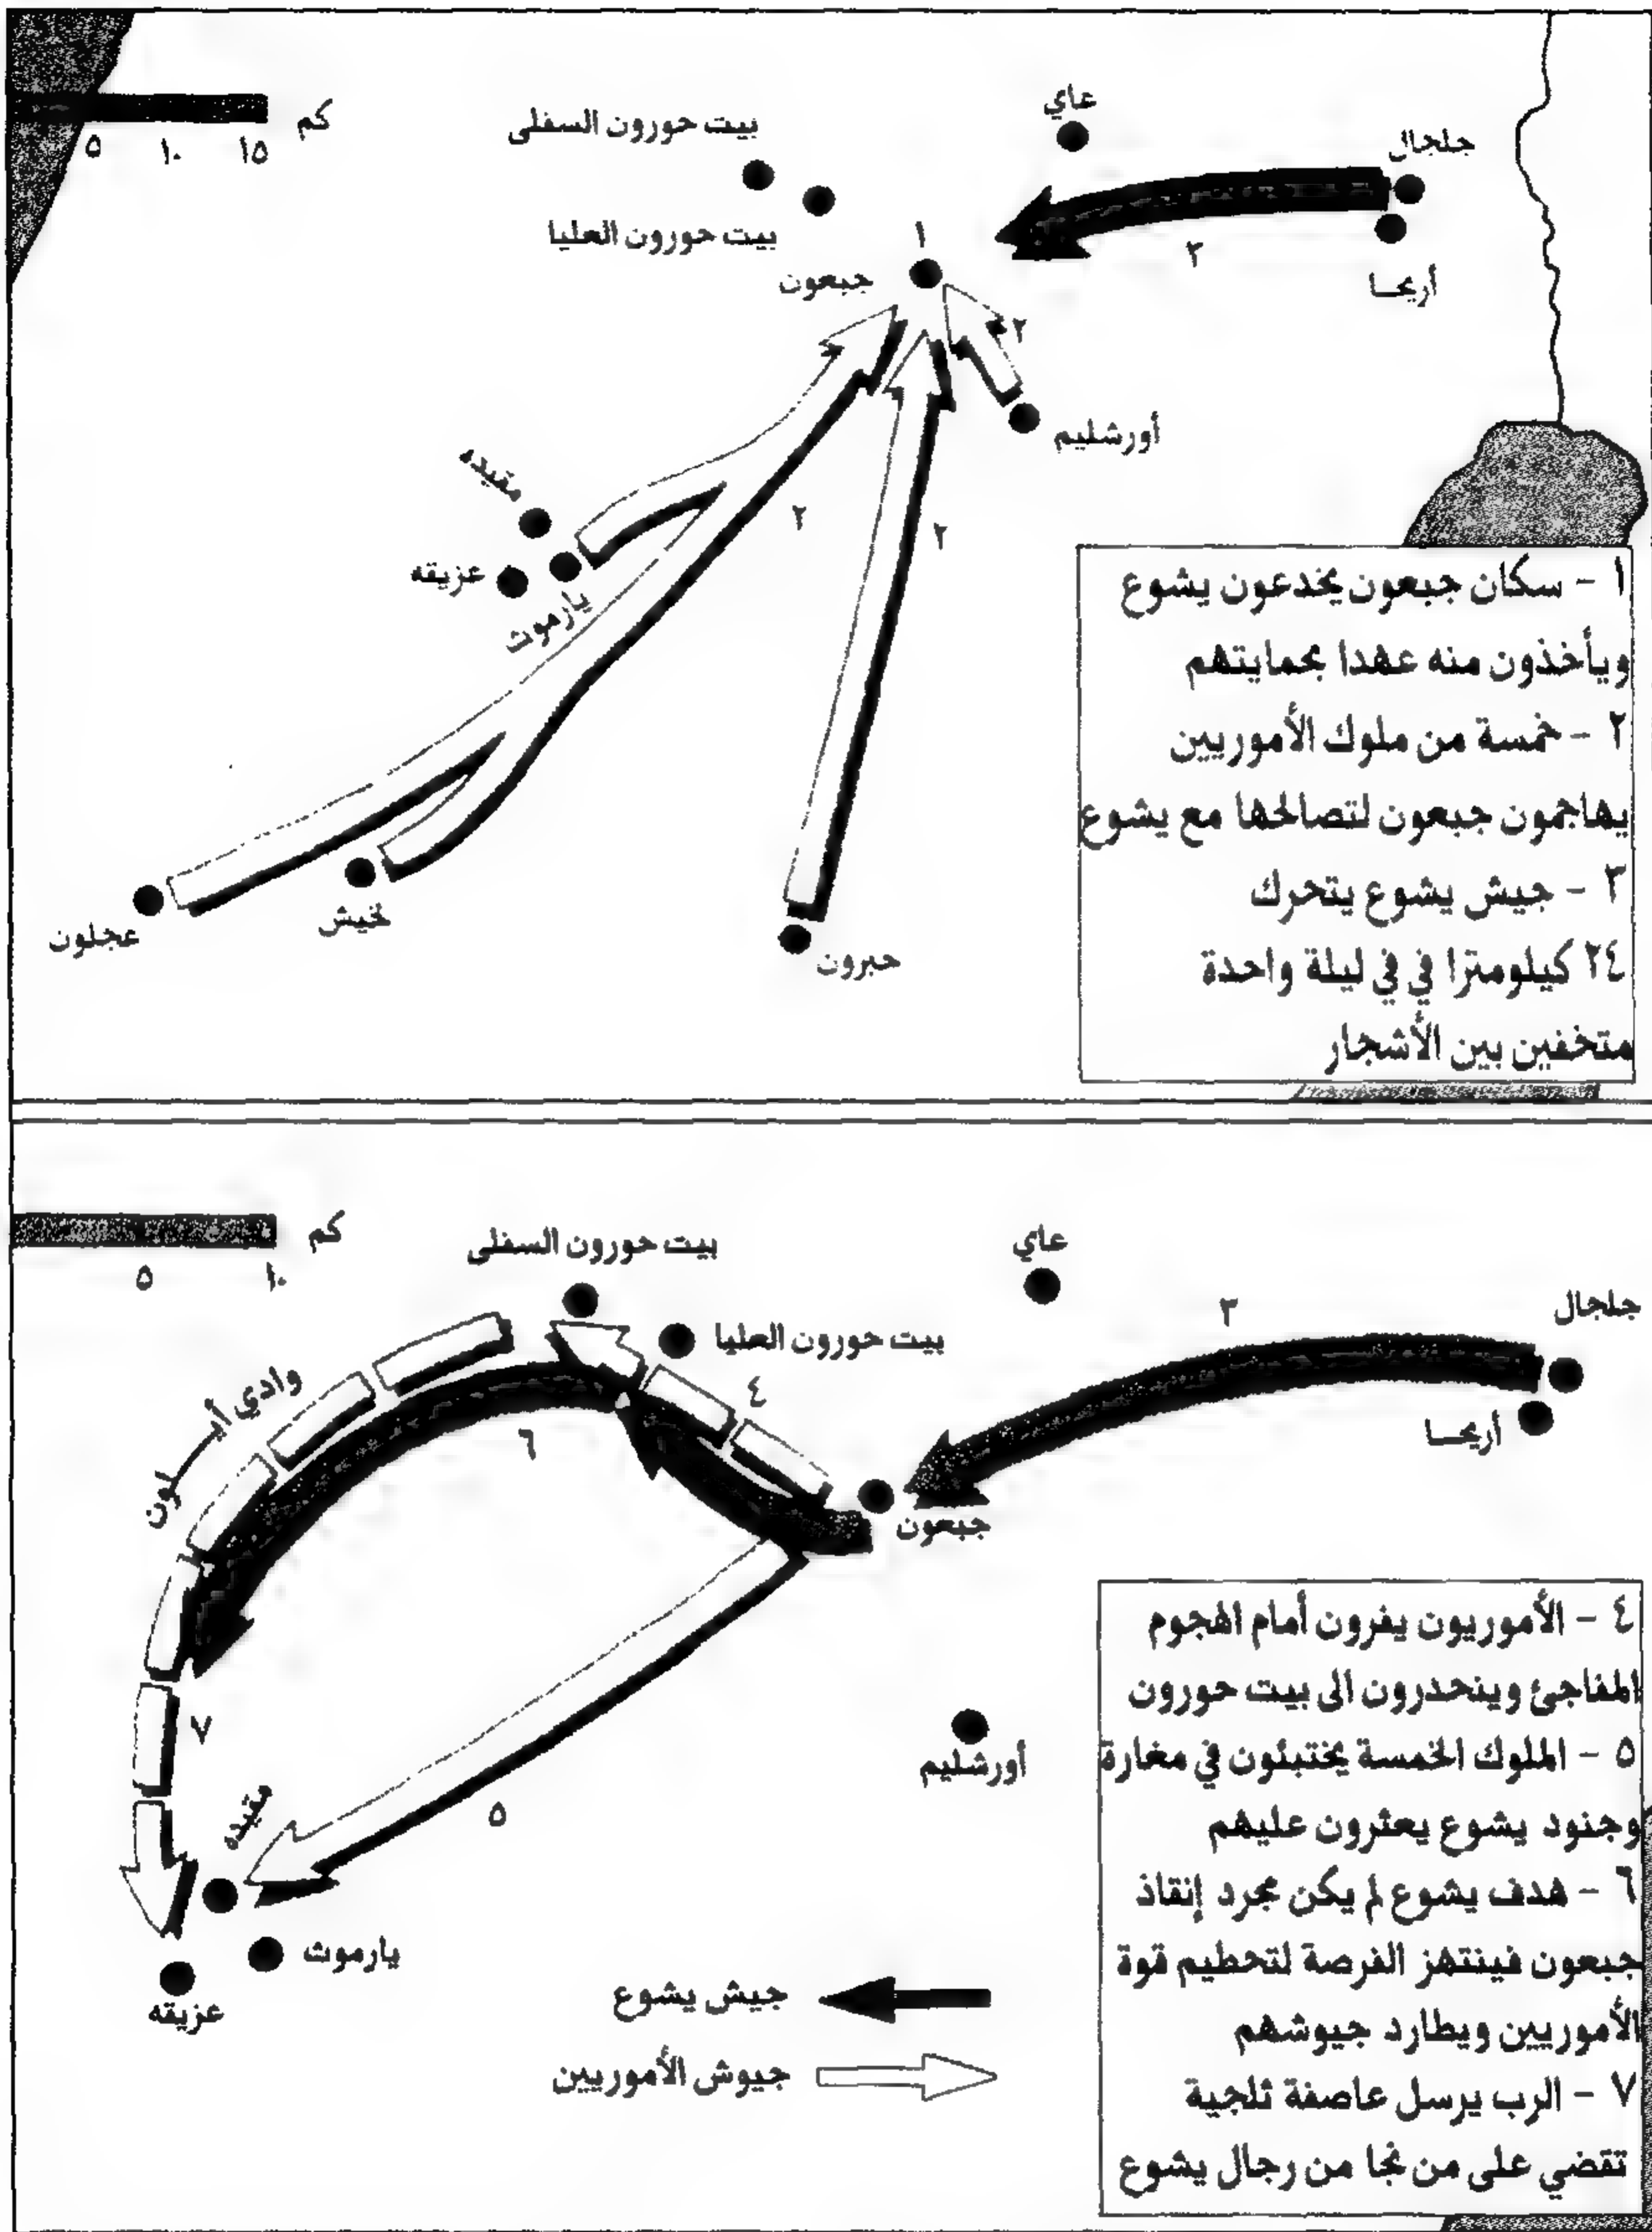 كم
٥ ١٠ ١٥
بيت حورون السفلى
بيت حورون العليا
عاي
جلجال
أريحا
١
٣
جبعون
٢
أورشليم
مقيده
عزيقه
يارموث
٢
٢
عجلون
لخيش
حبرون
١ - سكان جبعون يخدعون يشوع
ويأخذون منه عهدا بحمايتهم
٢ - خمسة من ملوك الأموريين
يهاجمون جبعون لتصالحها مع يشوع
٣ - جيش يشوع يتحرك
٢٤ كيلومترا في في ليلة واحدة
متخفين بين الأشجار
كم
٥ ١٠
بيت حورون السفلى
بيت حورون العليا
عاي
جلجال
أريحا
٣
٤
وادي أيـــلون
٦
جبعون
٧
مقيده
٥
أورشليم
يارموث
عزيقه
جيش يشوع
جيوش الأموريين
٤ - الأموريون يفرون أمام الهجوم
المفاجئ وينحدرون الى بيت حورون
٥ - الملوك الخمسة يختبئون في مغارة
وجنود يشوع يعثرون عليهم
٦ - هدف يشوع لم يكن مجرد إنقاذ
جبعون فينتهز الفرصة لتحطيم قوة
الأموريين ويطارد جيوشهم
٧ - الرب يرسل عاصفة ثلجية
تقضي على من نجا من رجال يشوع